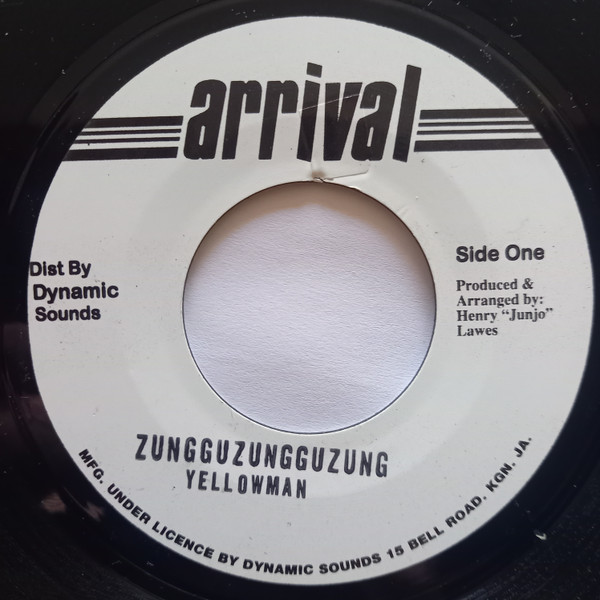 arrival
Dist By
Dynamic
Sounds
Side One
Produced &
Arranged by:
Henry “Junjo”
Lawes
ZUNGGUZUNGGUZUNG
YELLOWMAN
MFG. UNDER LICENCE BY DYNAMIC SOUNDS 15 BELL ROAD. KGN. JA.